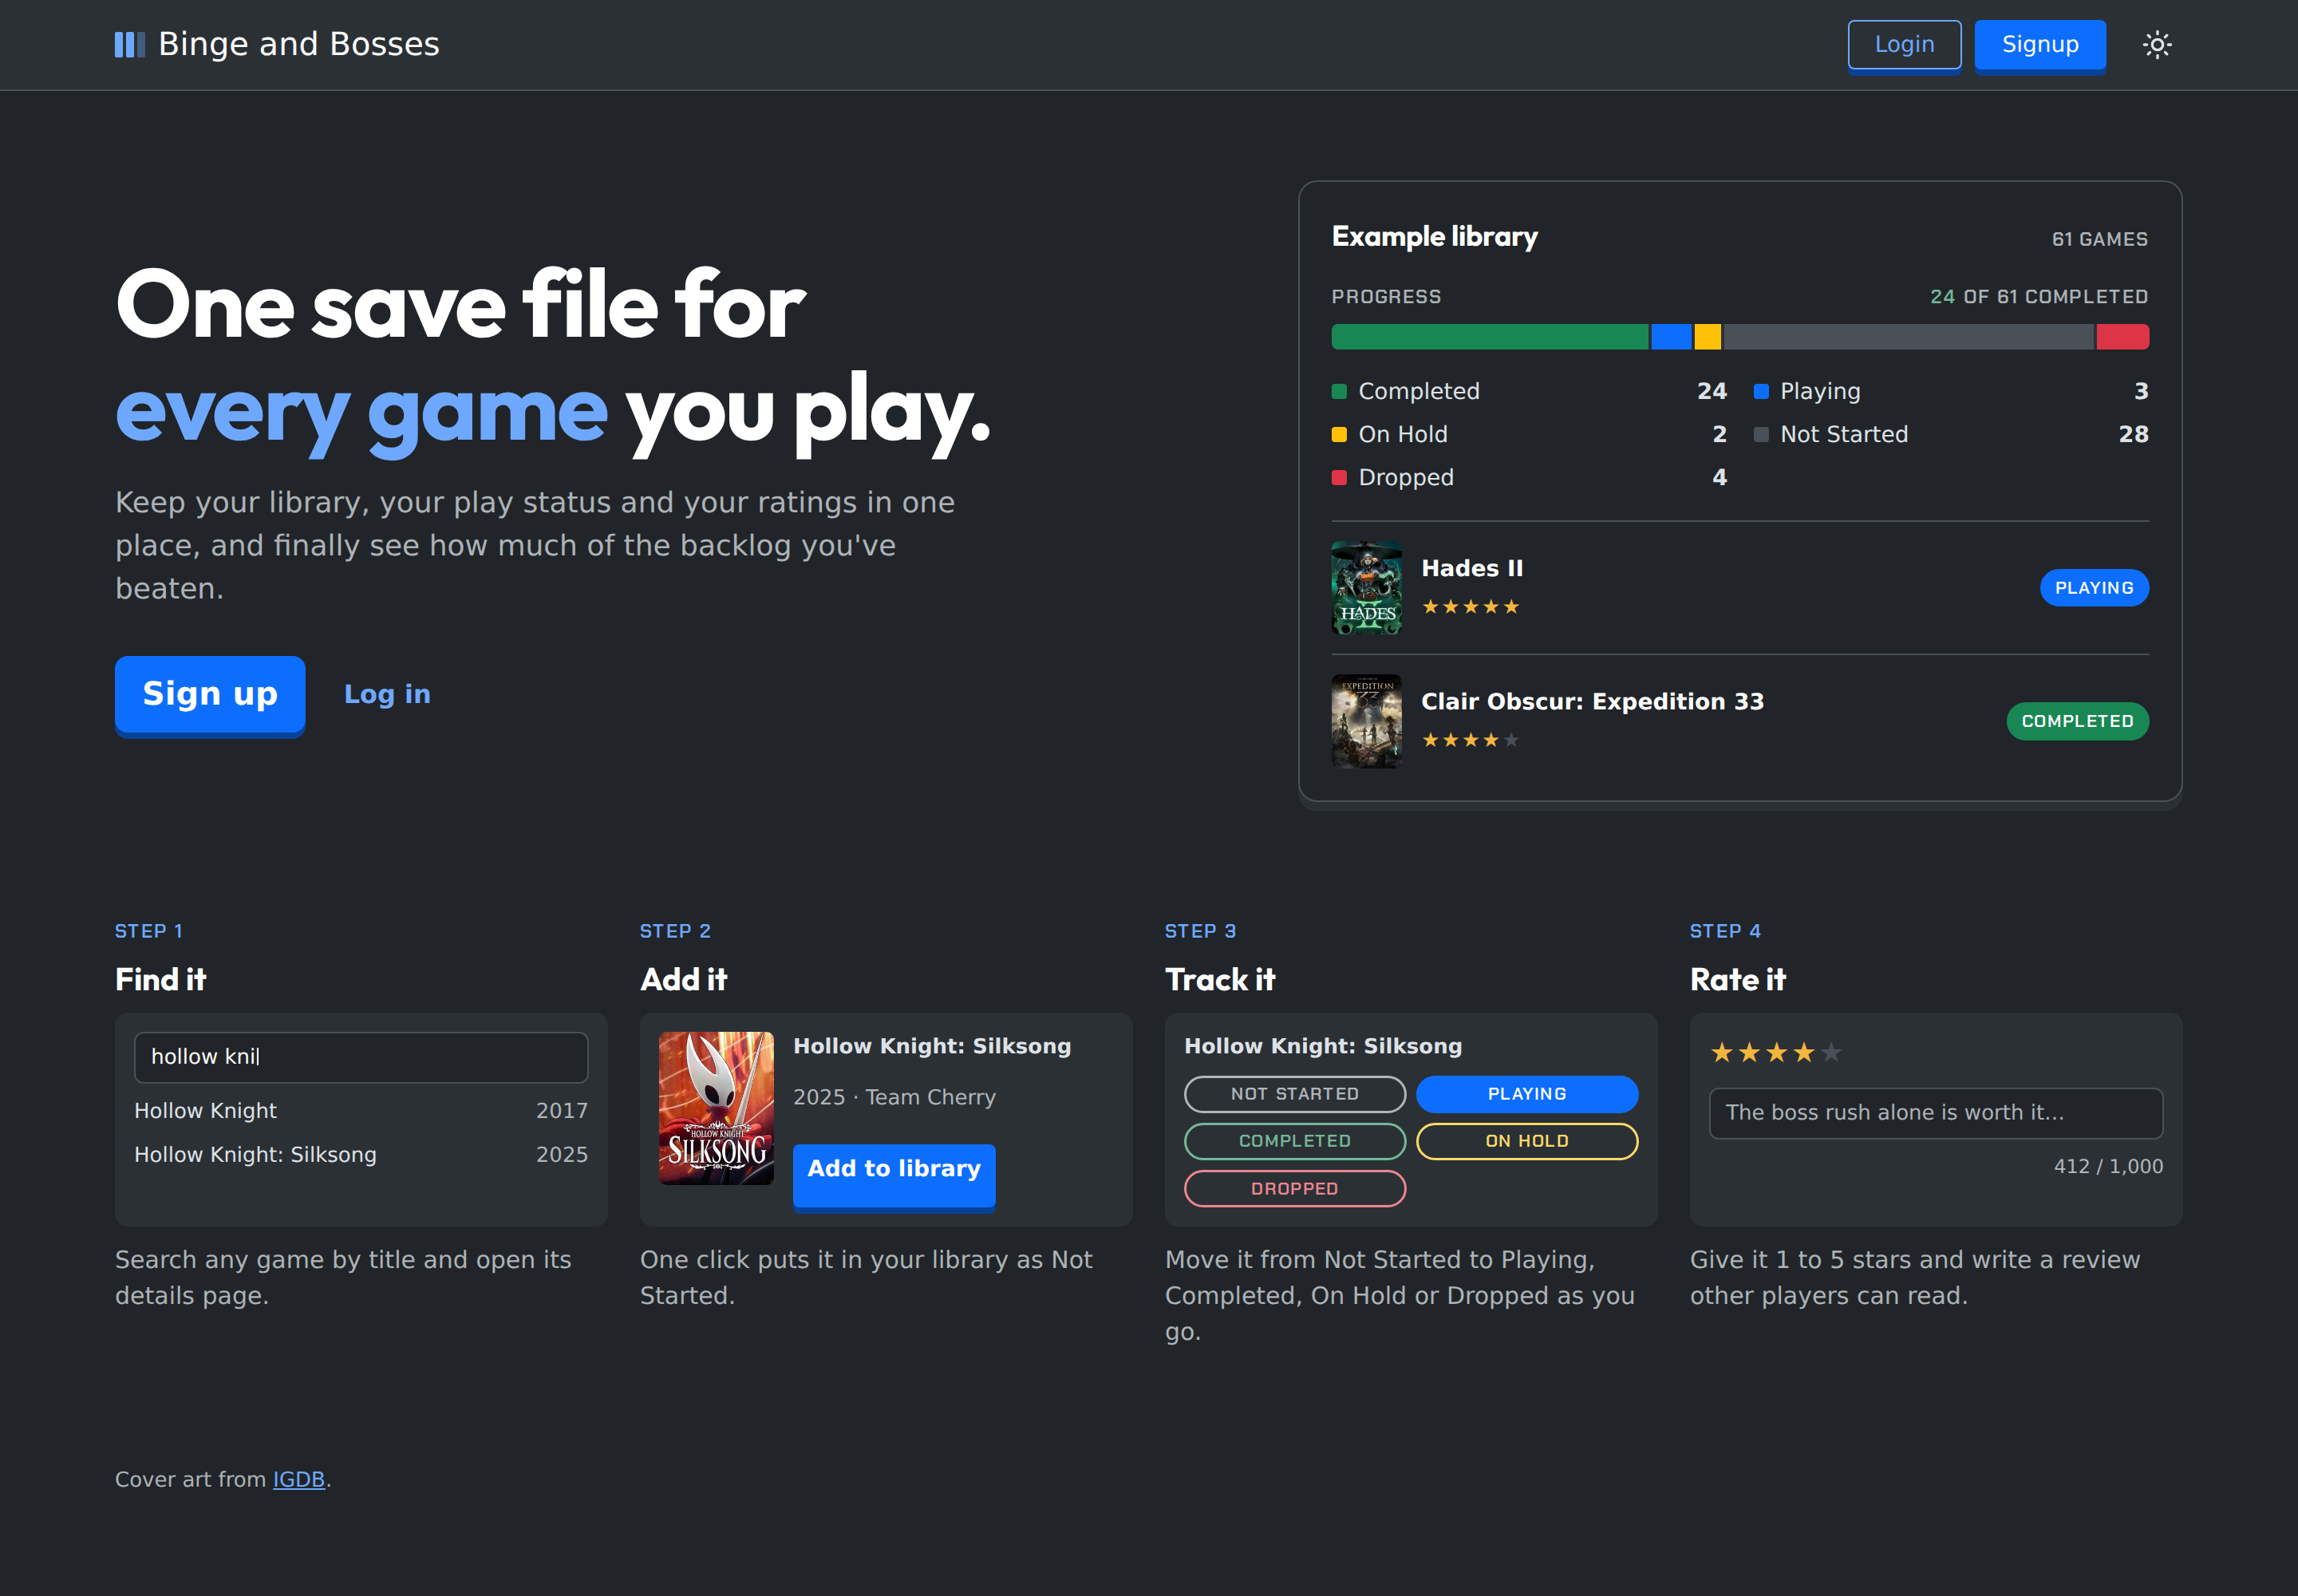 Binge and Bosses
Login
Signup
One save file for
every game you play.
Keep your library, your play status and your ratings in one
place, and finally see how much of the backlog you've
beaten.
Sign up
Log in
Example library
61 GAMES
PROGRESS
24 OF 61 COMPLETED
Completed 24
Playing 3
On Hold 2
Not Started 28
Dropped 4
HADES II
Hades II
★★★★★
PLAYING
EXPEDITION
33
Clair Obscur: Expedition 33
★★★★★
COMPLETED
STEP 1
Find it
hollow kni
Hollow Knight 2017
Hollow Knight: Silksong 2025
Search any game by title and open its
details page.
STEP 2
Add it
HOLLOW KNIGHT
SILKSONG
Hollow Knight: Silksong
2025 · Team Cherry
Add to library
One click puts it in your library as Not
Started.
STEP 3
Track it
Hollow Knight: Silksong
NOT STARTED
PLAYING
COMPLETED
ON HOLD
DROPPED
Move it from Not Started to Playing,
Completed, On Hold or Dropped as you
go.
STEP 4
Rate it
★★★★★
The boss rush alone is worth it...
412 / 1,000
Give it 1 to 5 stars and write a review
other players can read.
Cover art from IGDB.